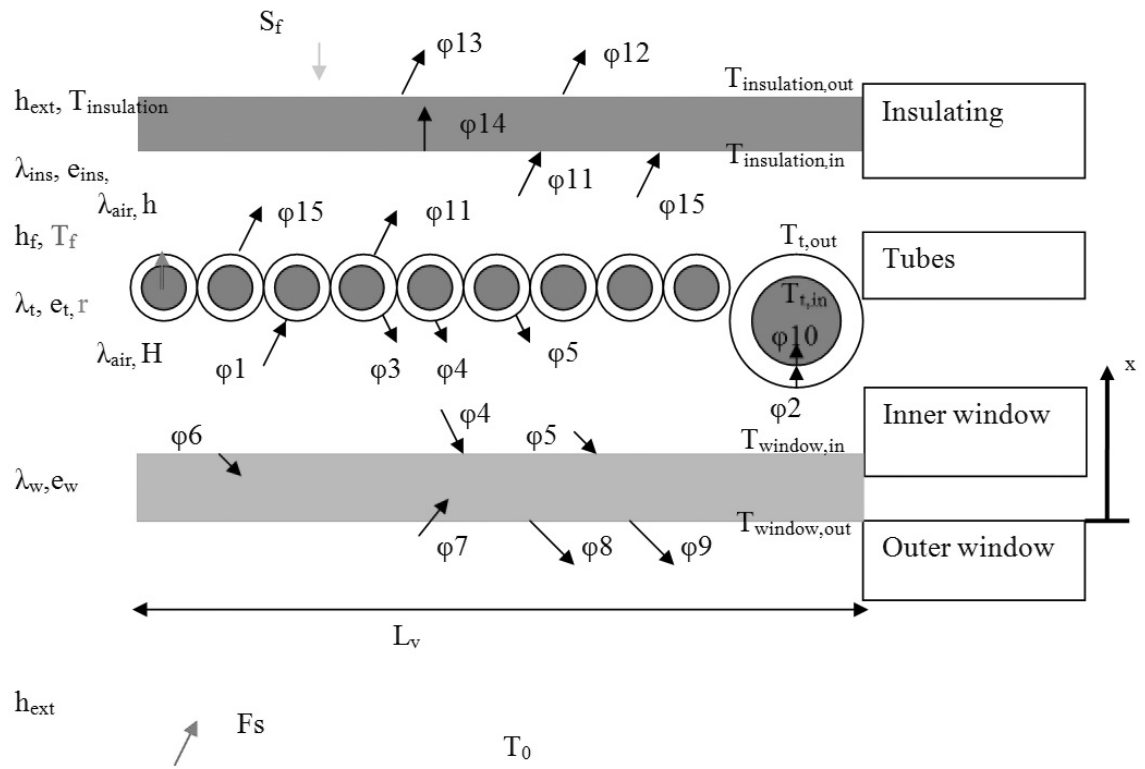 S_f
φ13
φ12
T_insulation,out
h_ext, T_insulation
φ14
Insulating
λ_ins, e_ins,
T_insulation,in
φ11
φ15
λ_air, h
φ15
φ11
h_f, T_f
T_t,out
Tubes
λ_t, e_t, r
T_t,in
φ10
λ_air, H
φ1
φ3
φ4
φ5
φ2
x
φ6
φ4
φ5
T_window,in
Inner window
λ_w,e_w
φ7
φ8
φ9
T_window,out
Outer window
L_v
h_ext
Fs
T_0